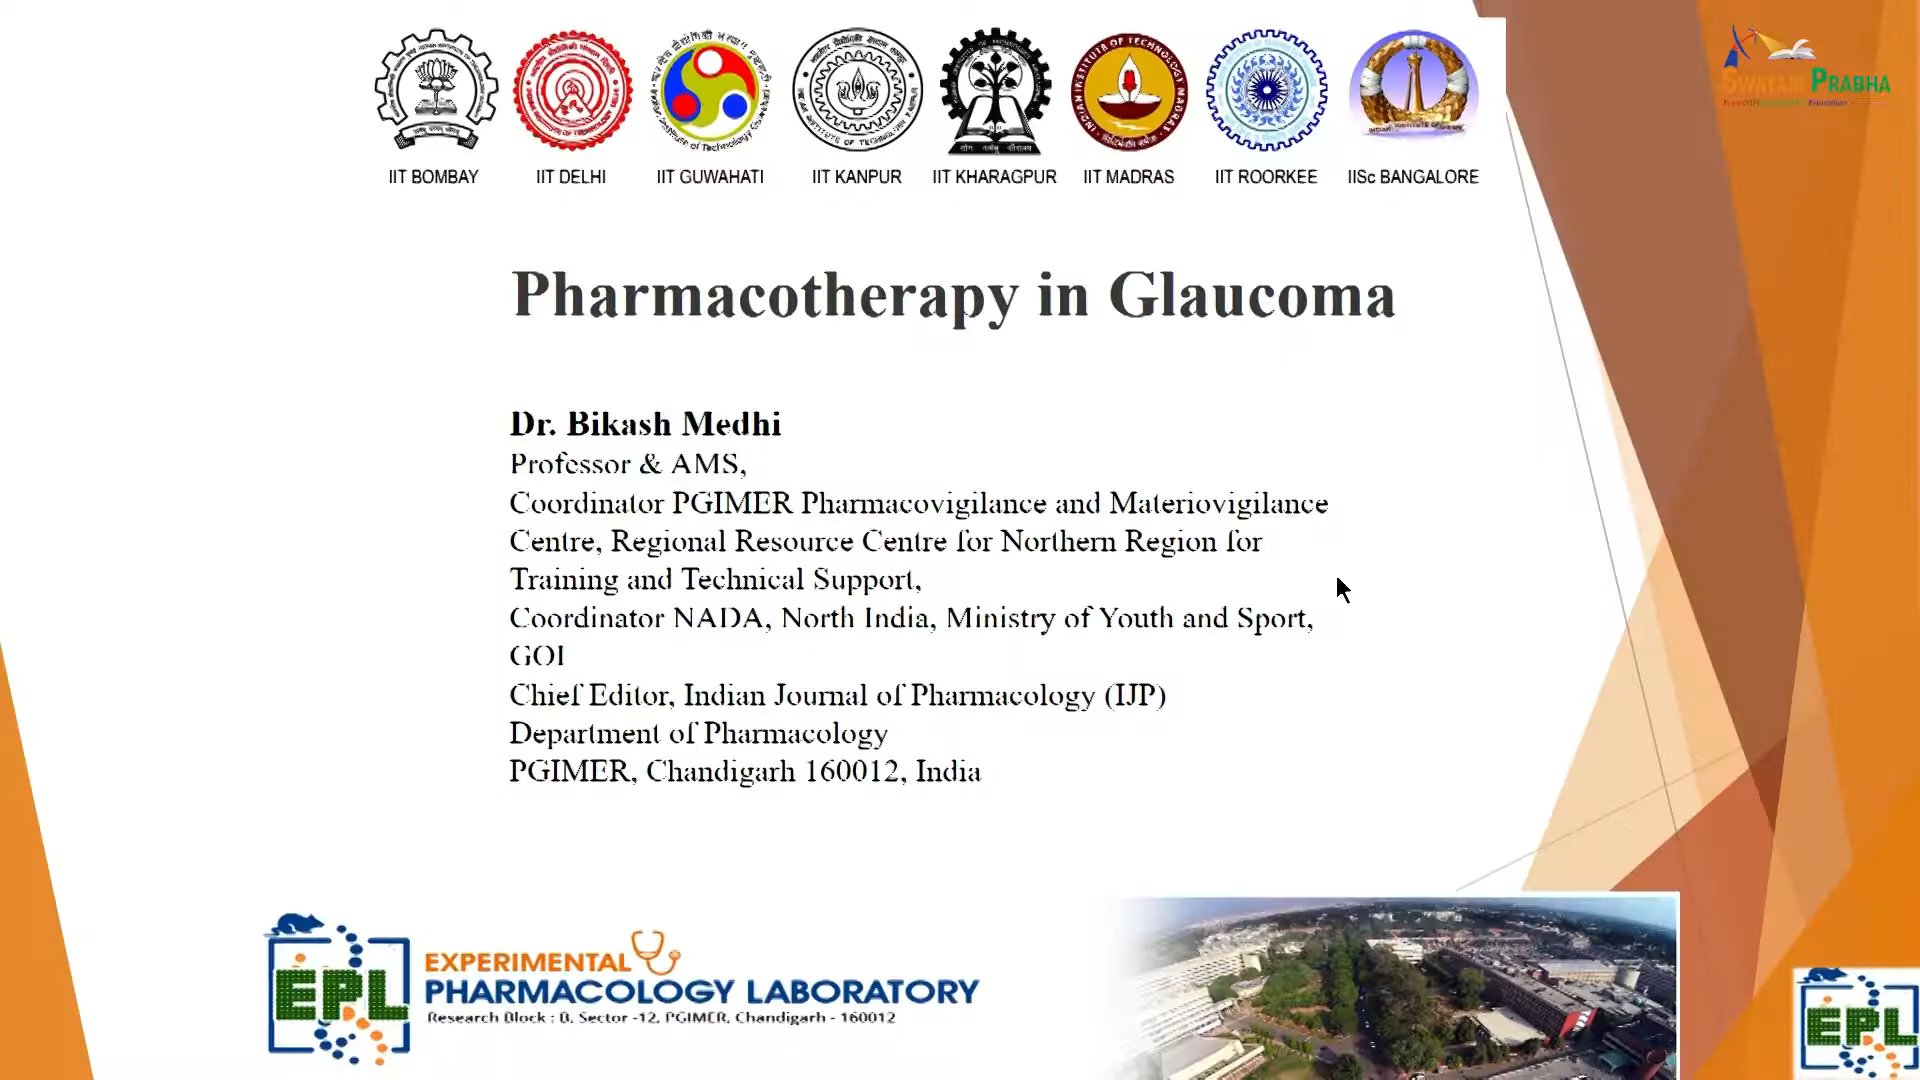 IIT BOMBAY IIT DELHI IIT GUWAHATI IIT KANPUR IIT KHARAGPUR IIT MADRAS IIT ROORKEE IISc BANGALORE
SWAYAM PRABHA
Pharmacotherapy in Glaucoma
Dr. Bikash Medhi
Professor & AMS,
Coordinator PGIMER Pharmacovigilance and Materiovigilance
Centre, Regional Resource Centre for Northern Region for
Training and Technical Support,
Coordinator NADA, North India, Ministry of Youth and Sport,
GOI
Chief Editor, Indian Journal of Pharmacology (IJP)
Department of Pharmacology
PGIMER, Chandigarh 160012, India
EPL
EXPERIMENTAL
PHARMACOLOGY LABORATORY
Research Block : B, Sector -12, PGIMER, Chandigarh - 160012
EPL